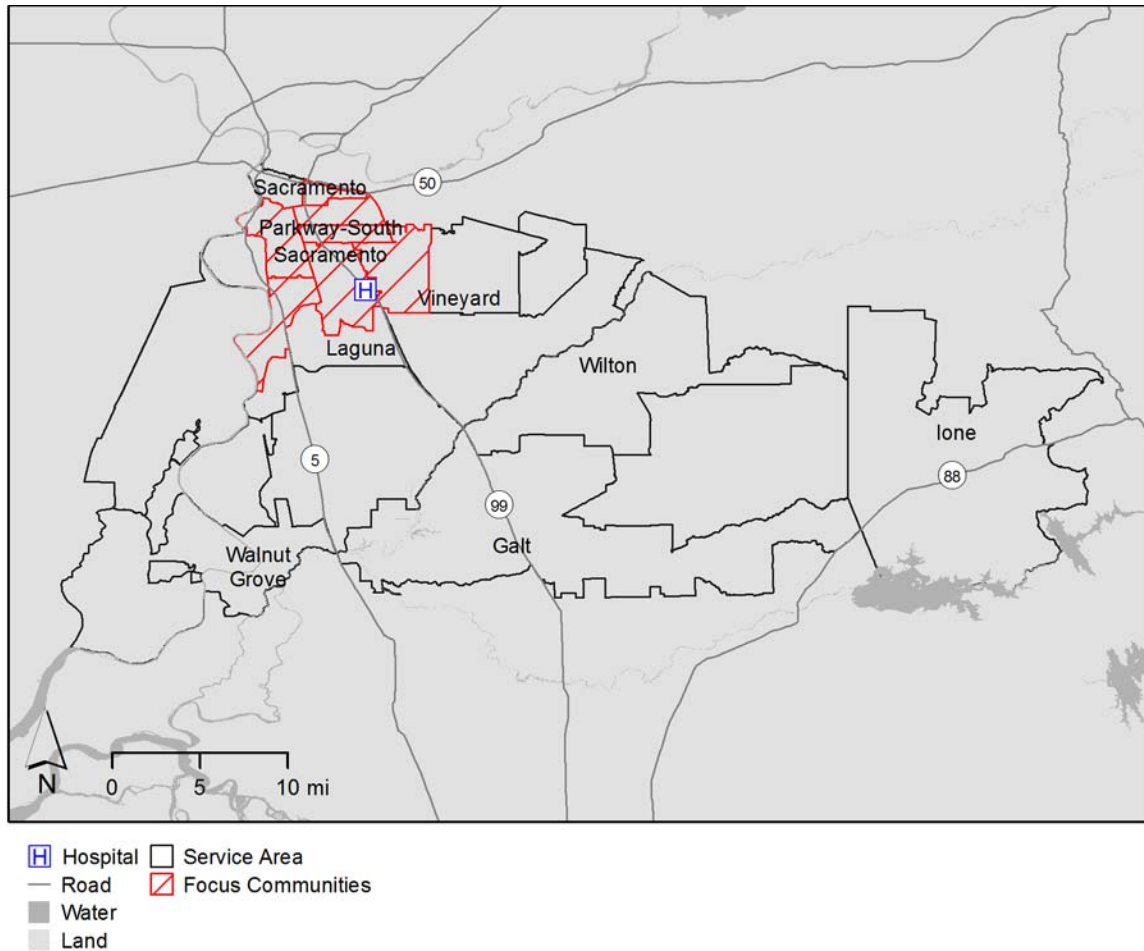 Sacramento
50
Parkway-South
Sacramento
Vineyard
Laguna
Wilton
Ione
5
88
99
Galt
Walnut
Grove
N
0 5 10 mi
H
H Hospital Service Area
Road Focus Communities
Water
Land